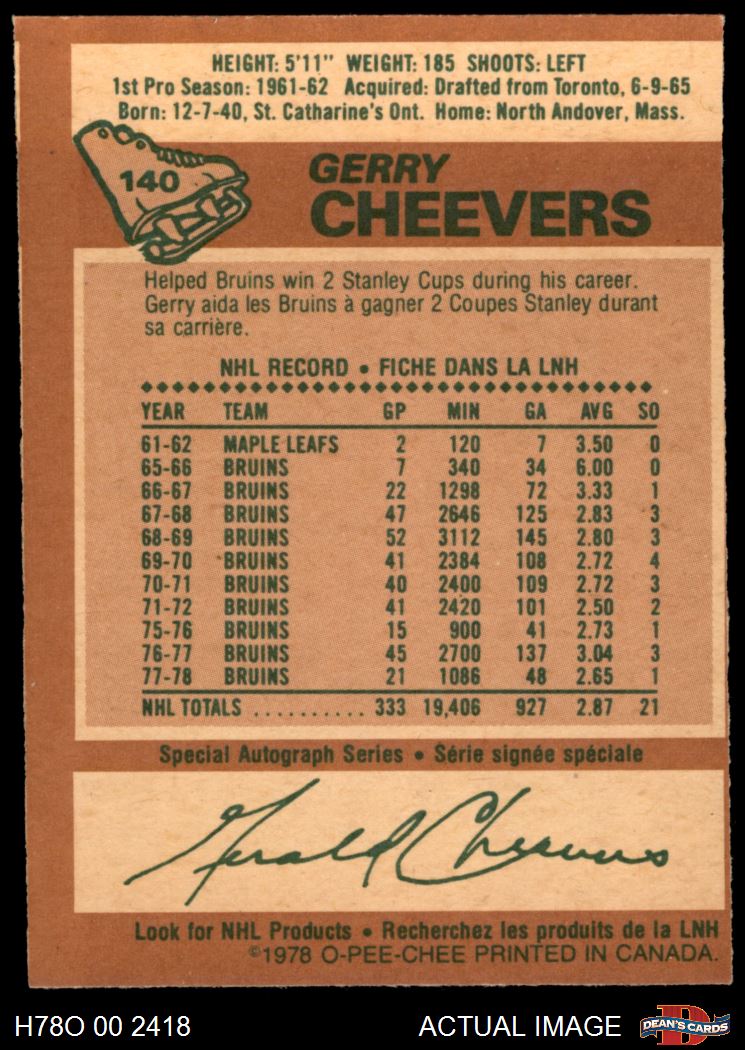 HEIGHT: 5'11" WEIGHT: 185 SHOOTS: LEFT
1st Pro Season: 1961-62 Acquired: Drafted from Toronto, 6-9-65
Born: 12-7-40, St. Catharine's Ont. Home: North Andover, Mass.
140
GERRY
CHEEVERS
Helped Bruins win 2 Stanley Cups during his career.
Gerry aida les Bruins à gagner 2 Coupes Stanley durant
sa carrière.
NHL RECORD • FICHE DANS LA LNH
YEAR TEAM GP MIN GA AVG SO
61-62 MAPLE LEAFS 2 120 7 3.50 0
65-66 BRUINS 7 340 34 6.00 0
66-67 BRUINS 22 1298 72 3.33 1
67-68 BRUINS 47 2646 125 2.83 3
68-69 BRUINS 52 3112 145 2.80 3
69-70 BRUINS 41 2384 108 2.72 4
70-71 BRUINS 40 2400 109 2.72 3
71-72 BRUINS 41 2420 101 2.50 2
75-76 BRUINS 15 900 41 2.73 1
76-77 BRUINS 45 2700 137 3.04 3
77-78 BRUINS 21 1086 48 2.65 1
NHL TOTALS .......... 333 19,406 927 2.87 21
Special Autograph Series • Série signée spéciale
Gerald Cheevers
Look for NHL Products • Recherchez les produits de la LNH
©1978 O-PEE-CHEE PRINTED IN CANADA.
H78O 00 2418 ACTUAL IMAGE D DEAN'S CARDS